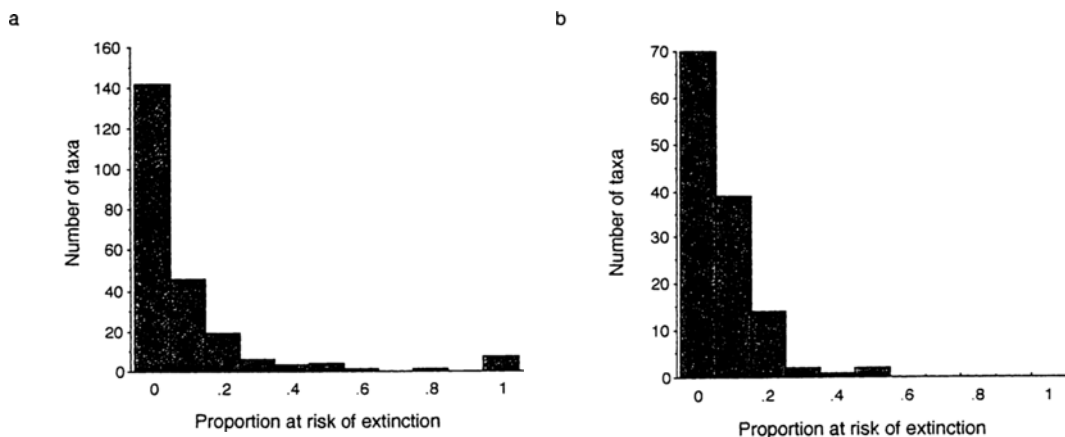 a
160
140
120
100
80
60
40
20
0
Number of taxa
0 .2 .4 .6 .8 1
Proportion at risk of extinction
b
70
60
50
40
30
20
10
0
Number of taxa
0 .2 .4 .6 .8 1
Proportion at risk of extinction